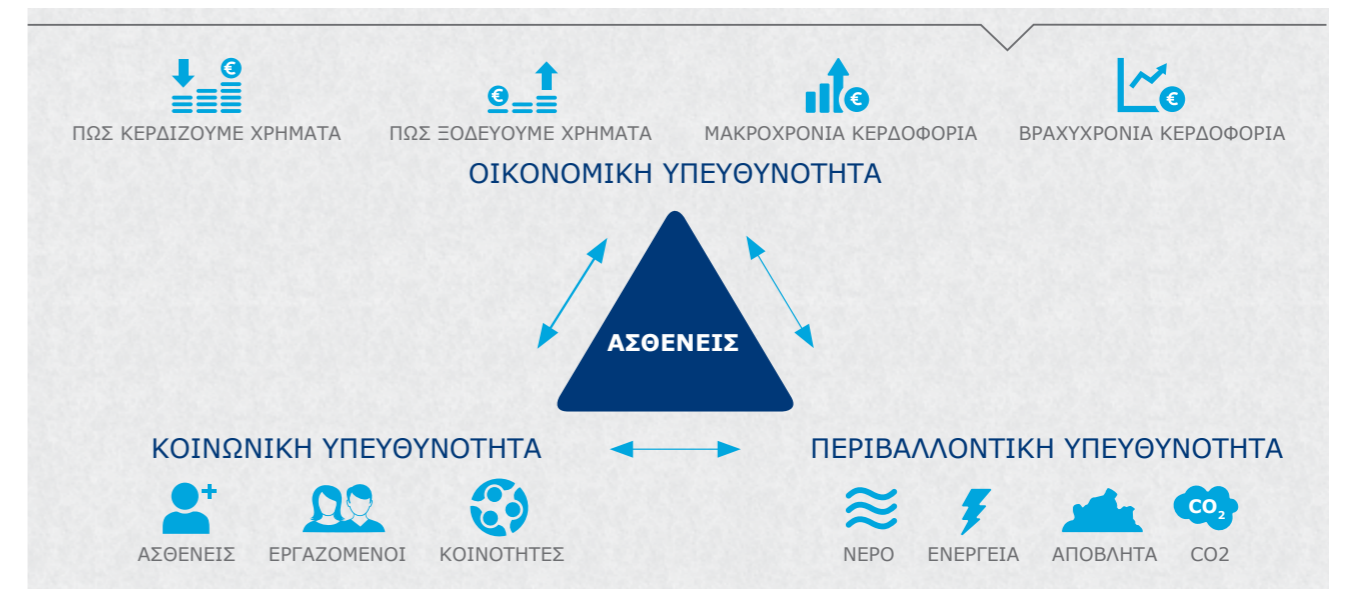 €
€
€
€
ΠΩΣ ΚΕΡΔΙΖΟΥΜΕ ΧΡΗΜΑΤΑ
ΠΩΣ ΞΟΔΕΥΟΥΜΕ ΧΡΗΜΑΤΑ
ΜΑΚΡΟΧΡΟΝΙΑ ΚΕΡΔΟΦΟΡΙΑ
ΒΡΑΧΥΧΡΟΝΙΑ ΚΕΡΔΟΦΟΡΙΑ
ΟΙΚΟΝΟΜΙΚΗ ΥΠΕΥΘΥΝΟΤΗΤΑ
ΑΣΘΕΝΕΙΣ
ΚΟΙΝΩΝΙΚΗ ΥΠΕΥΘΥΝΟΤΗΤΑ
ΠΕΡΙΒΑΛΛΟΝΤΙΚΗ ΥΠΕΥΘΥΝΟΤΗΤΑ
CO₂
ΑΣΘΕΝΕΙΣ
ΕΡΓΑΖΟΜΕΝΟΙ
ΚΟΙΝΟΤΗΤΕΣ
ΝΕΡΟ
ΕΝΕΡΓΕΙΑ
ΑΠΟΒΛΗΤΑ
CO2